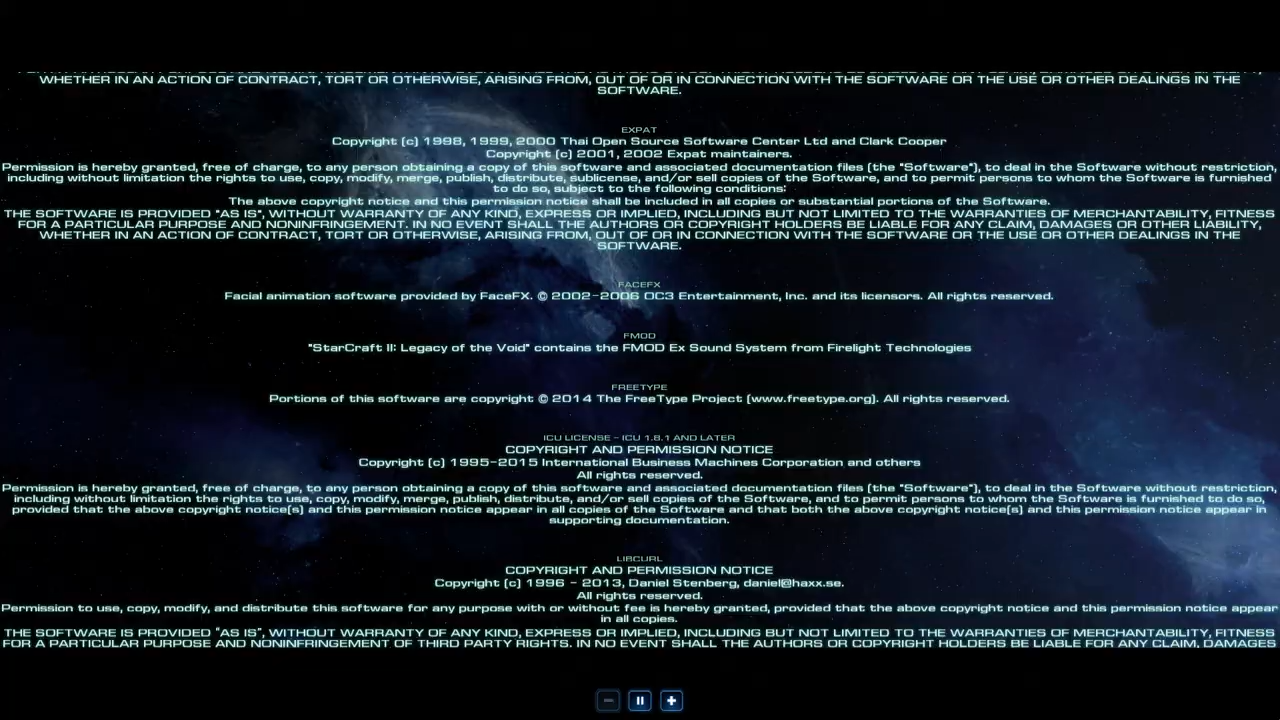 WHETHER IN AN ACTION OF CONTRACT, TORT OR OTHERWISE, ARISING FROM, OUT OF OR IN CONNECTION WITH THE SOFTWARE OR THE USE OR OTHER DEALINGS IN THE
SOFTWARE.
EXPAT
Copyright (c) 1998, 1999, 2000 Thai Open Source Software Center Ltd and Clark Cooper
Copyright (c) 2001, 2002 Expat maintainers.
Permission is hereby granted, free of charge, to any person obtaining a copy of this software and associated documentation files (the "Software"), to deal in the Software without restriction,
including without limitation the rights to use, copy, modify, merge, publish, distribute, sublicense, and/or sell copies of the Software, and to permit persons to whom the Software is furnished
to do so, subject to the following conditions:
The above copyright notice and this permission notice shall be included in all copies or substantial portions of the Software.
THE SOFTWARE IS PROVIDED "AS IS", WITHOUT WARRANTY OF ANY KIND, EXPRESS OR IMPLIED, INCLUDING BUT NOT LIMITED TO THE WARRANTIES OF MERCHANTABILITY, FITNESS
FOR A PARTICULAR PURPOSE AND NONINFRINGEMENT. IN NO EVENT SHALL THE AUTHORS OR COPYRIGHT HOLDERS BE LIABLE FOR ANY CLAIM, DAMAGES OR OTHER LIABILITY,
WHETHER IN AN ACTION OF CONTRACT, TORT OR OTHERWISE, ARISING FROM, OUT OF OR IN CONNECTION WITH THE SOFTWARE OR THE USE OR OTHER DEALINGS IN THE
SOFTWARE.
FACEFX
Facial animation software provided by FaceFX. © 2002-2006 OC3 Entertainment, Inc. and its licensors. All rights reserved.
FMOD
"StarCraft II: Legacy of the Void" contains the FMOD Ex Sound System from Firelight Technologies
FREETYPE
Portions of this software are copyright © 2014 The FreeType Project (www.freetype.org). All rights reserved.
ICU LICENSE - ICU 1.8.1 AND LATER
COPYRIGHT AND PERMISSION NOTICE
Copyright (c) 1995-2015 International Business Machines Corporation and others
All rights reserved.
Permission is hereby granted, free of charge, to any person obtaining a copy of this software and associated documentation files (the "Software"), to deal in the Software without restriction,
including without limitation the rights to use, copy, modify, merge, publish, distribute, and/or sell copies of the Software, and to permit persons to whom the Software is furnished to do so,
provided that the above copyright notice(s) and this permission notice appear in all copies of the Software and that both the above copyright notice(s) and this permission notice appear in
supporting documentation.
LIBCURL
COPYRIGHT AND PERMISSION NOTICE
Copyright (c) 1996 - 2013, Daniel Stenberg, daniel@haxx.se.
All rights reserved.
Permission to use, copy, modify, and distribute this software for any purpose with or without fee is hereby granted, provided that the above copyright notice and this permission notice appear
in all copies.
THE SOFTWARE IS PROVIDED "AS IS", WITHOUT WARRANTY OF ANY KIND, EXPRESS OR IMPLIED, INCLUDING BUT NOT LIMITED TO THE WARRANTIES OF MERCHANTABILITY, FITNESS
FOR A PARTICULAR PURPOSE AND NONINFRINGEMENT OF THIRD PARTY RIGHTS. IN NO EVENT SHALL THE AUTHORS OR COPYRIGHT HOLDERS BE LIABLE FOR ANY CLAIM, DAMAGES